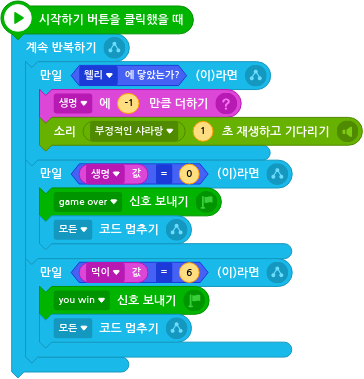 시작하기 버튼을 클릭했을 때
계속 반복하기
만일 웰리 에 닿았는가? (이)라면
생명 에 -1 만큼 더하기 ?
소리 부정적인 샤라랑 1 초 재생하고 기다리기
만일 생명 값 = 0 (이)라면
game over 신호 보내기
모든 코드 멈추기
만일 먹이 값 = 6 (이)라면
you win 신호 보내기
모든 코드 멈추기